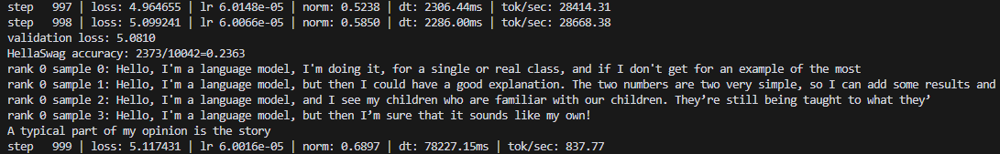 step   997 | loss: 4.964655 | lr 6.0148e-05 | norm: 0.5238 | dt: 2306.44ms | tok/sec: 28414.31
step   998 | loss: 5.099241 | lr 6.0066e-05 | norm: 0.5850 | dt: 2286.00ms | tok/sec: 28668.38
validation loss: 5.0810
HellaSwag accuracy: 2373/10042=0.2363
rank 0 sample 0: Hello, I'm a language model, I'm doing it, for a single or real class, and if I don't get for an example of the most
rank 0 sample 1: Hello, I'm a language model, but then I could have a good explanation. The two numbers are two very simple, so I can add some results and
rank 0 sample 2: Hello, I'm a language model, and I see my children who are familiar with our children. They’re still being taught to what they’
rank 0 sample 3: Hello, I'm a language model, but then I’m sure that it sounds like my own!
A typical part of my opinion is the story
step   999 | loss: 5.117431 | lr 6.0016e-05 | norm: 0.6897 | dt: 78227.15ms | tok/sec: 837.77